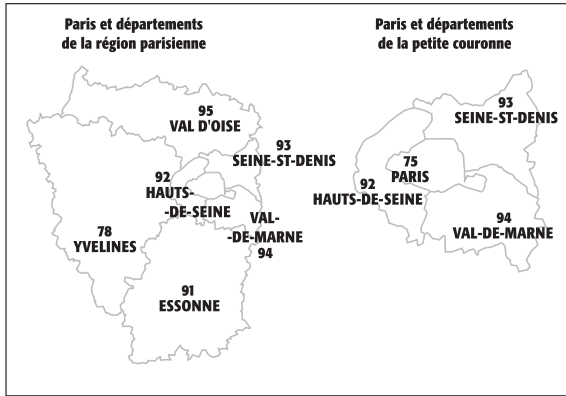 Paris et départements
de la région parisienne
95
VAL D'OISE
93
SEINE-ST-DENIS
92
HAUTS-
-DE-SEINE
78
YVELINES
VAL-
-DE-MARNE
94
91
ESSONNE
Paris et départements
de la petite couronne
93
SEINE-ST-DENIS
75
PARIS
92
HAUTS-DE-SEINE
94
VAL-DE-MARNE